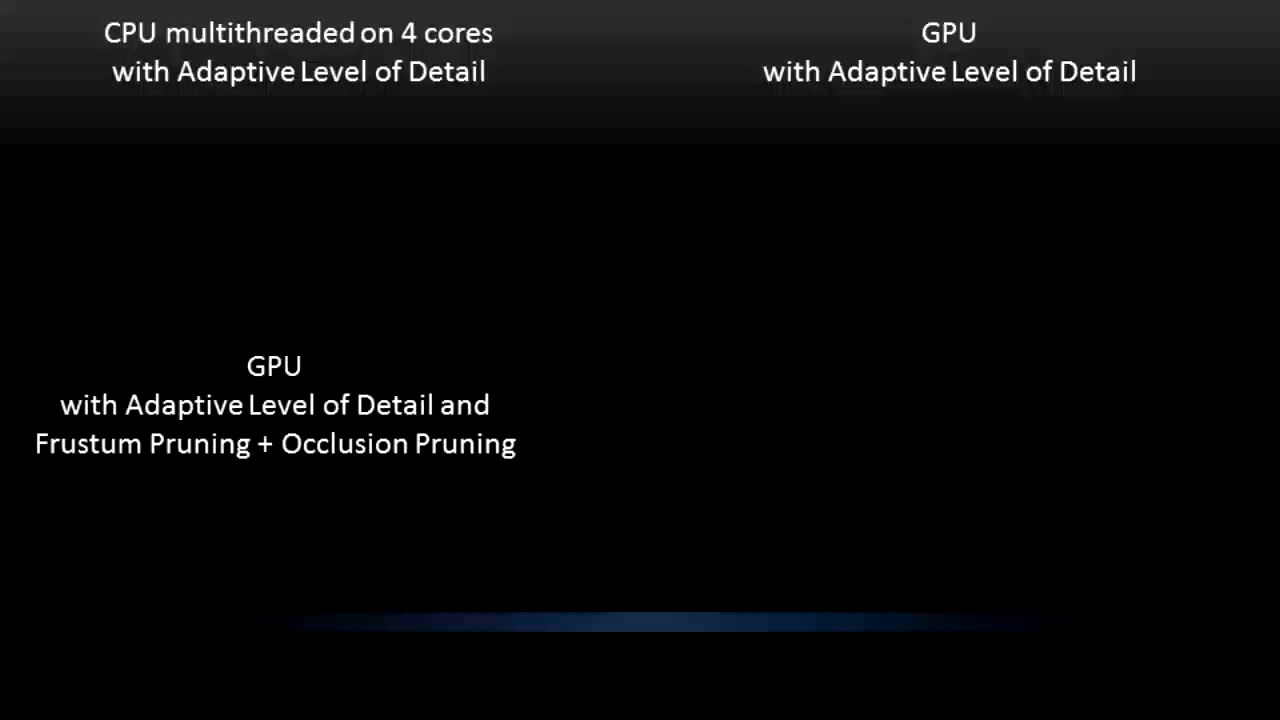 CPU multithreaded on 4 cores
with Adaptive Level of Detail
GPU
with Adaptive Level of Detail
GPU
with Adaptive Level of Detail and
Frustum Pruning + Occlusion Pruning